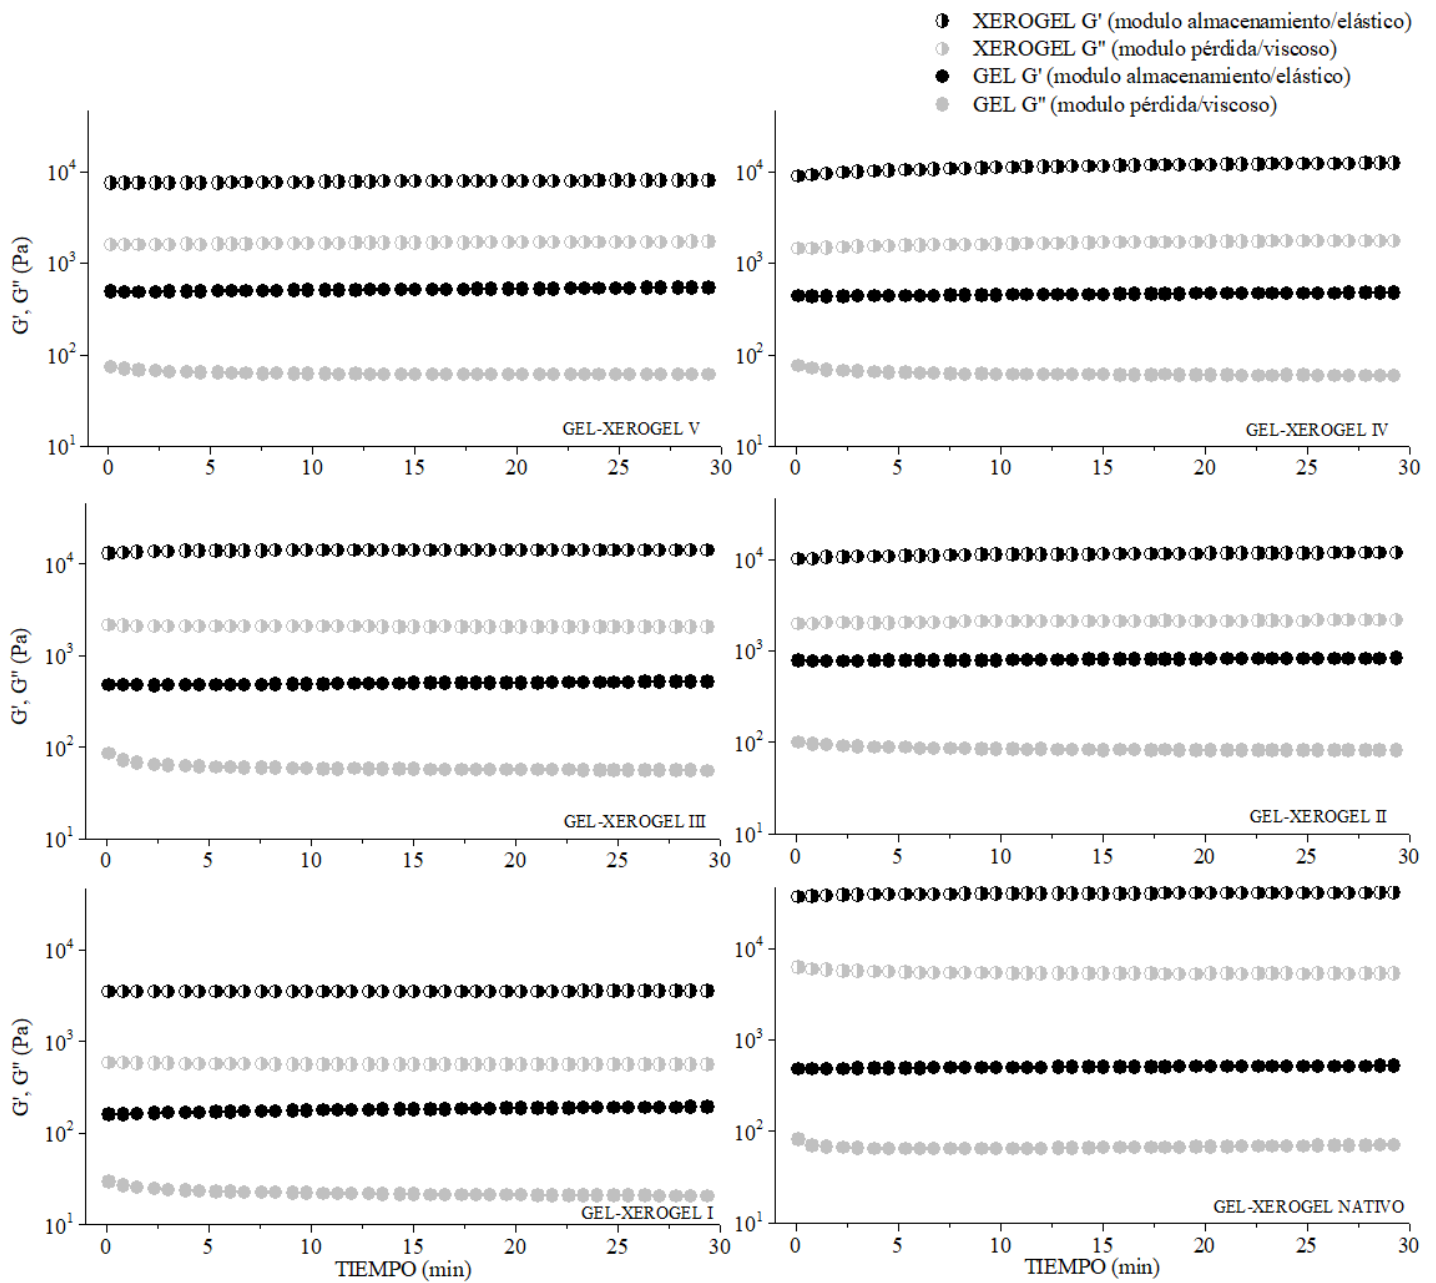 XEROGEL G' (modulo almacenamiento/elástico)
XEROGEL G" (modulo pérdida/viscoso)
GEL G' (modulo almacenamiento/elástico)
GEL G" (modulo pérdida/viscoso)
G', G" (Pa)
10⁴
10³
10²
10¹
GEL-XEROGEL V
0 5 10 15 20 25 30
10⁴
10³
10²
10¹
GEL-XEROGEL IV
0 5 10 15 20 25 30
G', G" (Pa)
10⁴
10³
10²
10¹
GEL-XEROGEL III
0 5 10 15 20 25 30
10⁴
10³
10²
10¹
GEL-XEROGEL II
0 5 10 15 20 25 30
G', G" (Pa)
10⁴
10³
10²
10¹
GEL-XEROGEL I
0 5 10 15 20 25 30
TIEMPO (min)
10⁴
10³
10²
10¹
GEL-XEROGEL NATIVO
0 5 10 15 20 25 30
TIEMPO (min)